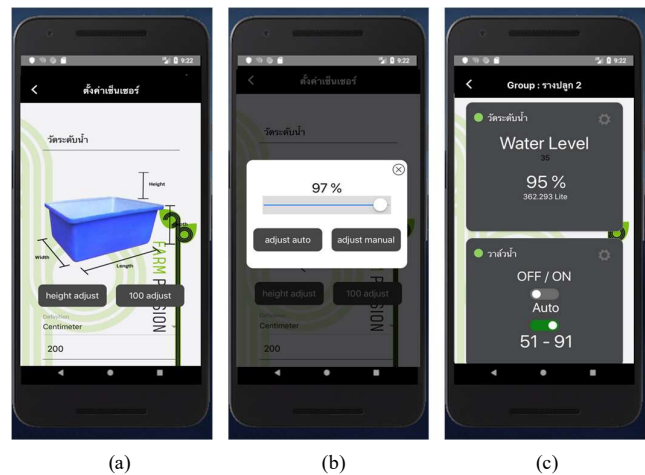 9:22
ตั้งค่าเซ็นเซอร์
วัดระดับน้ำ
Height
Width
Length
FARM
height adjust
100 adjust
Definition
Centimeter
200
(a)
9:22
ตั้งค่าเซ็นเซอร์
วัดระดับน้ำ
97 %
adjust auto
adjust manual
height adjust
100 adjust
Definition
Centimeter
200
(b)
9:22
Group : รางปลูก 2
วัดระดับน้ำ
Water Level
35
95 %
362.293 Lite
วาล์วน้ำ
OFF / ON
Auto
51 - 91
(c)